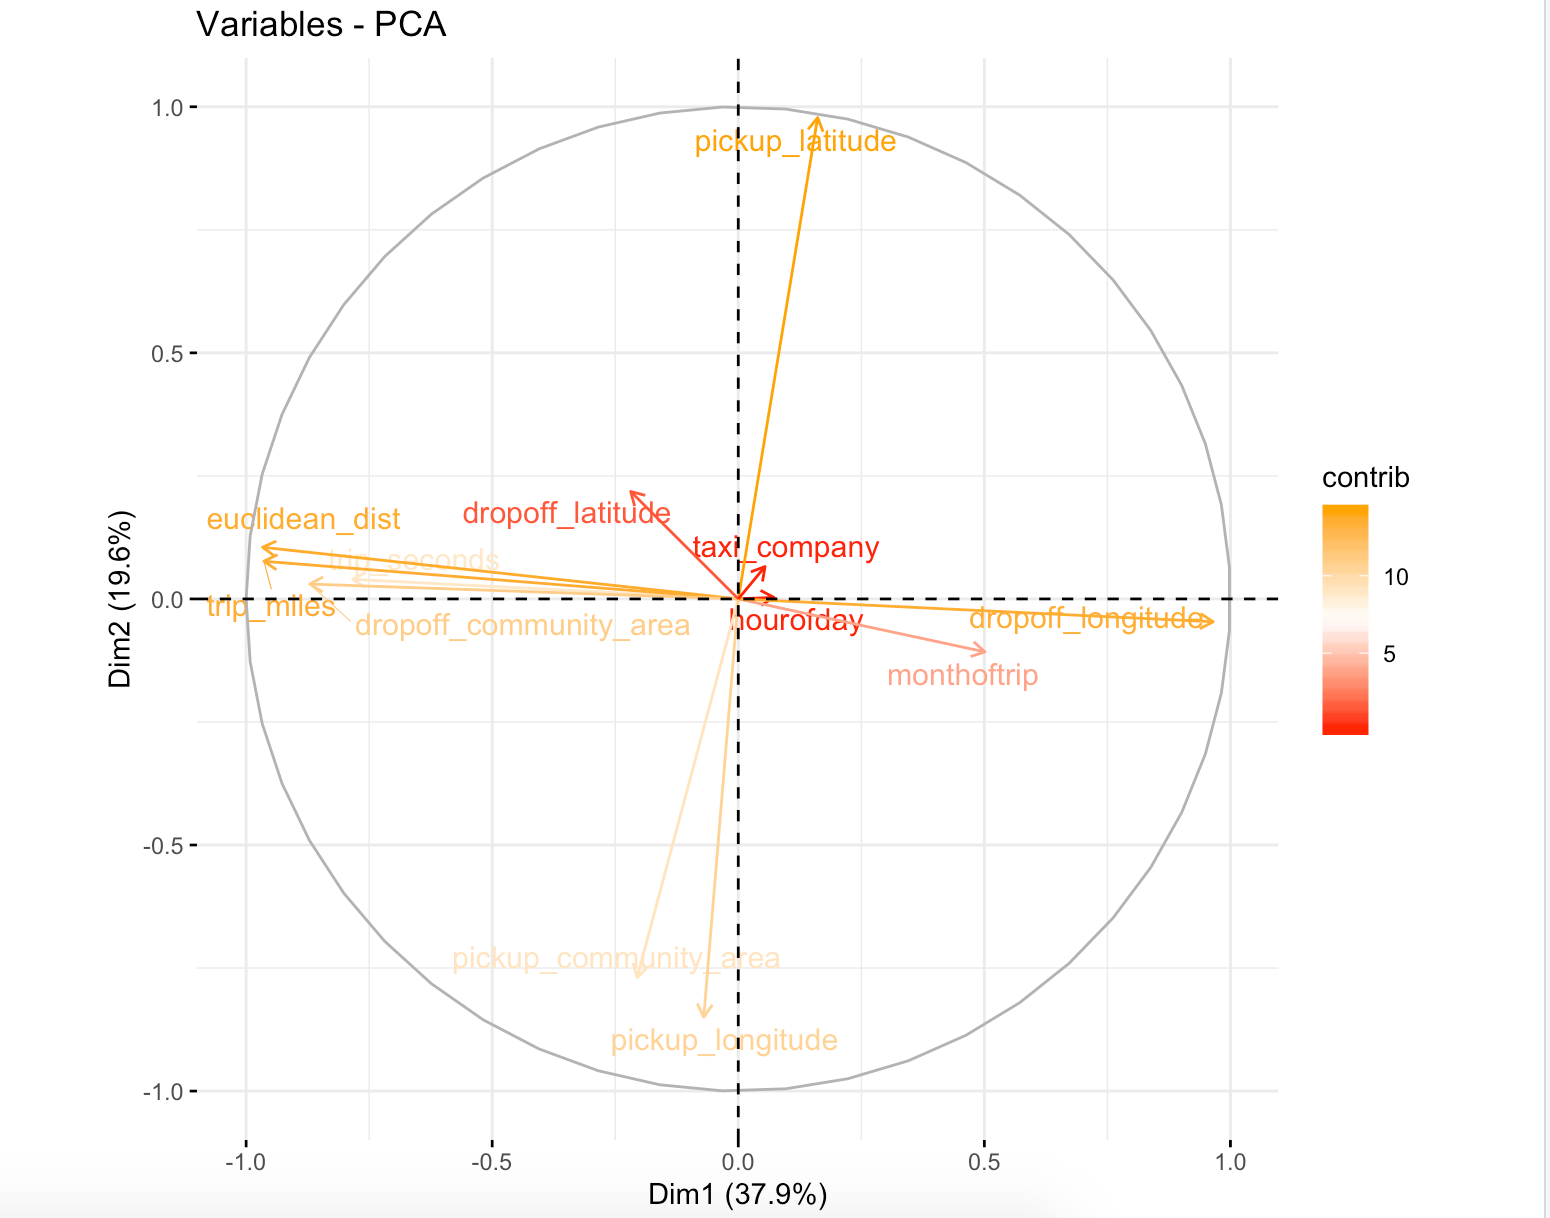 Variables - PCA
1.0
pickup_latitude
0.5
contrib
dropoff_latitude
euclidean_dist
taxi_company
trip_seconds
10
0.0
trip_miles
dropoff_longitude
hourofday
dropoff_community_area
5
monthoftrip
Dim2 (19.6%)
-0.5
pickup_community_area
pickup_longitude
-1.0
-1.0
-0.5
0.0
0.5
1.0
Dim1 (37.9%)